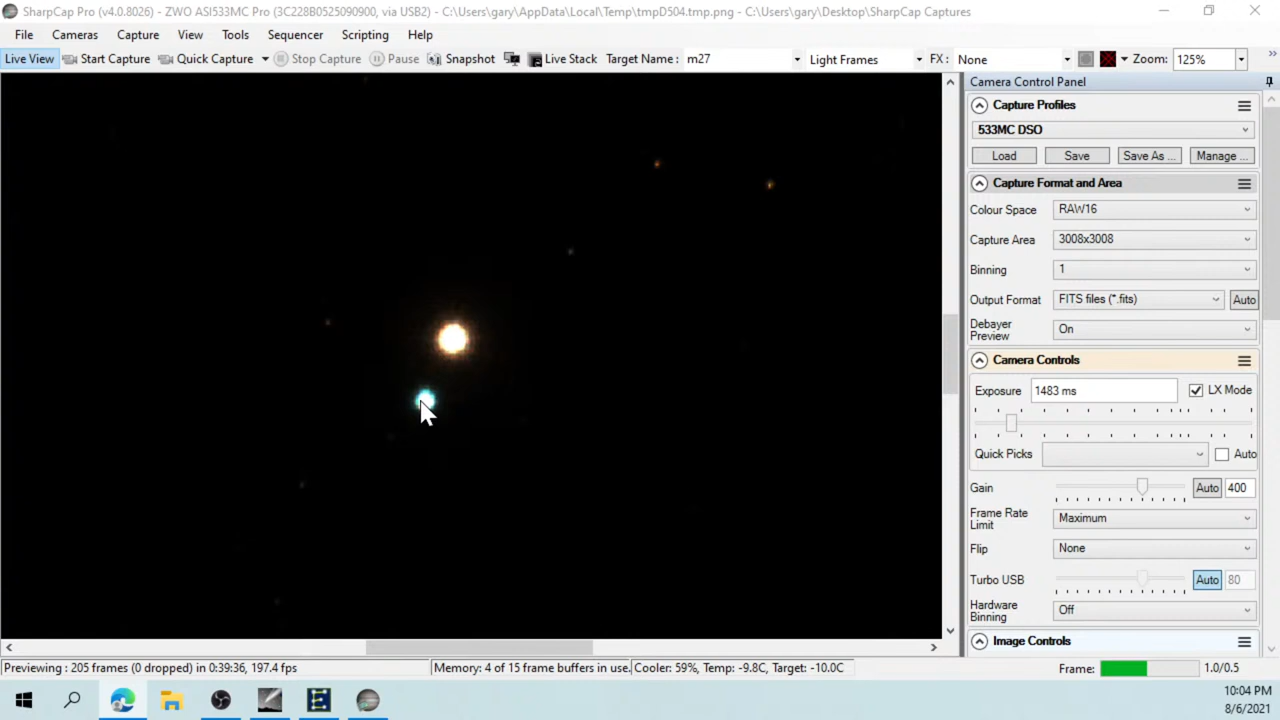 SharpCap Pro (v4.0.8026) - ZWO ASI533MC Pro (3C228B0525090900, via USB2) - C:\Users\gary\AppData\Local\Temp\tmpD504.tmp.png - C:\Users\gary\Desktop\SharpCap Captures
File Cameras Capture View Tools Sequencer Scripting Help
Live View Start Capture Quick Capture Stop Capture Pause Snapshot Live Stack Target Name : m27 Light Frames FX : None Zoom: 125%
Camera Control Panel
Capture Profiles
533MC DSO
Load Save Save As ... Manage ...
Capture Format and Area
Colour Space RAW16
Capture Area 3008x3008
Binning 1
Output Format FITS files (*.fits) Auto
Debayer Preview On
Camera Controls
Exposure 1483 ms LX Mode
Quick Picks Auto
Gain Auto 400
Frame Rate Limit Maximum
Flip None
Turbo USB Auto 80
Hardware Binning Off
Image Controls
Previewing : 205 frames (0 dropped) in 0:39:36, 197.4 fps Memory: 4 of 15 frame buffers in use. Cooler: 59%, Temp: -9.8C, Target: -10.0C Frame: 1.0/0.5
10:04 PM
8/6/2021